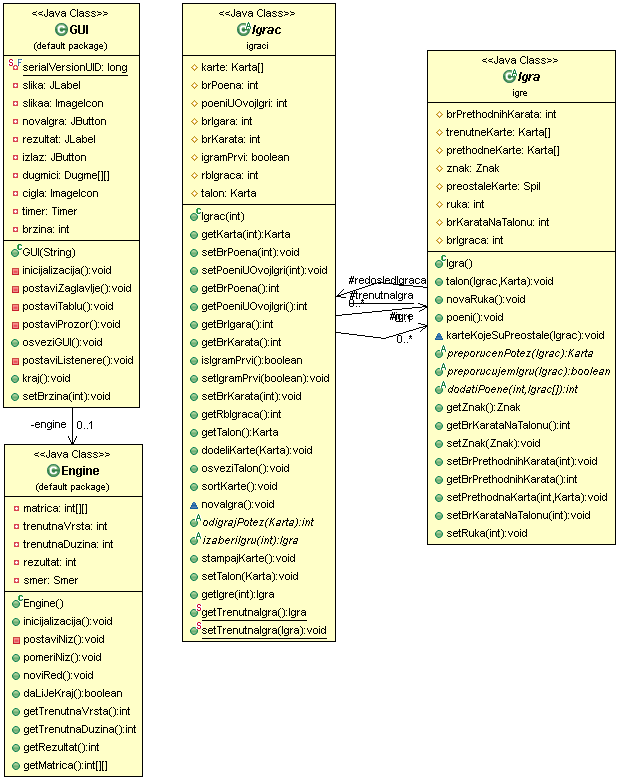 <<Java Class>>
GUI
(default package)
serialVersionUID: long
slika: JLabel
slikaa: ImageIcon
novaIgra: JButton
rezultat: JLabel
izlaz: JButton
dugmici: Dugme[][]
cigla: ImageIcon
timer: Timer
brzina: int
GUI(String)
inicijalizacija():void
postaviZaglavlje():void
postaviTablu():void
postaviProzor():void
osveziGUI():void
postaviListenere():void
kraj():void
setBrzina(int):void
-engine
0..1
<<Java Class>>
Engine
(default package)
matrica: int[][]
trenutnaVrsta: int
trenutnaDuzina: int
rezultat: int
smer: Smer
Engine()
inicijalizacija():void
postaviNiz():void
pomeriNiz():void
noviRed():void
daLiJeKraj():boolean
getTrenutnaVrsta():int
getTrenutnaDuzina():int
getRezultat():int
getMatrica():int[][]
<<Java Class>>
Igrac
igraci
karte: Karta[]
brPoena: int
poeniUOvojIgri: int
brIgara: int
brKarata: int
igramPrvi: boolean
rbIgraca: int
talon: Karta
Igrac(int)
getKarta(int):Karta
setBrPoena(int):void
setPoeniUOvojIgri(int):void
getBrPoena():int
getPoeniUOvojIgri():int
getBrIgara():int
getBrKarata():int
isIgramPrvi():boolean
setIgramPrvi(boolean):void
setBrKarata(int):void
getRbIgraca():int
getTalon():Karta
dodeliKarte(Karta):void
osveziTalon():void
sortKarte():void
novaIgra():void
odigrajPotez(Karta):int
izaberiIgru(int):Igra
stampajKarte():void
setTalon(Karta):void
getIgre(int):Igra
getTrenutnaIgra():Igra
setTrenutnaIgra(Igra):void
#redosledIgraca
0..*
#trenutnaIgra
0..1
#igre
0..*
<<Java Class>>
Igra
igre
brPrethodnihKarata: int
trenutneKarte: Karta[]
prethodneKarte: Karta[]
znak: Znak
preostaleKarte: Spil
ruka: int
brKarataNaTalonu: int
brIgraca: int
Igra()
talon(Igrac,Karta):void
novaRuka():void
poeni():void
karteKojeSuPreostale(Igrac):void
preporucenPotez(Igrac):Karta
preporucujemIgru(Igrac):boolean
dodatiPoene(int,Igrac[]):int
getZnak():Znak
getBrKarataNaTalonu():int
setZnak(Znak):void
setBrPrethodnihKarata(int):void
getBrPrethodnihKarata():int
setPrethodnaKarta(int,Karta):void
setBrKarataNaTalonu(int):void
setRuka(int):void